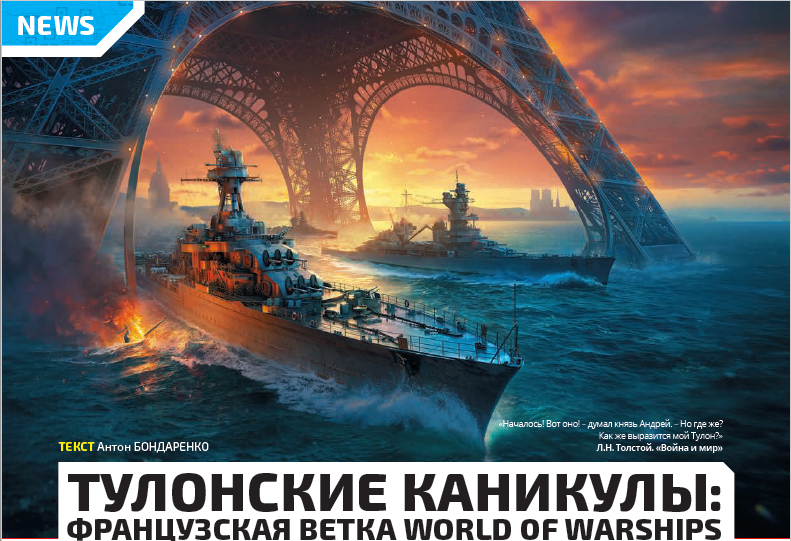 NEWS
«Началось! Вот оно! – думал князь Андрей. – Но где же?
Как же выразится мой Тулон?»
Л.Н. Толстой. «Война и мир»
ТЕКСТ Антон БОНДАРЕНКО
ТУЛОНСКИЕ КАНИКУЛЫ:
ФРАНЦУЗСКАЯ ВЕТКА WORLD OF WARSHIPS